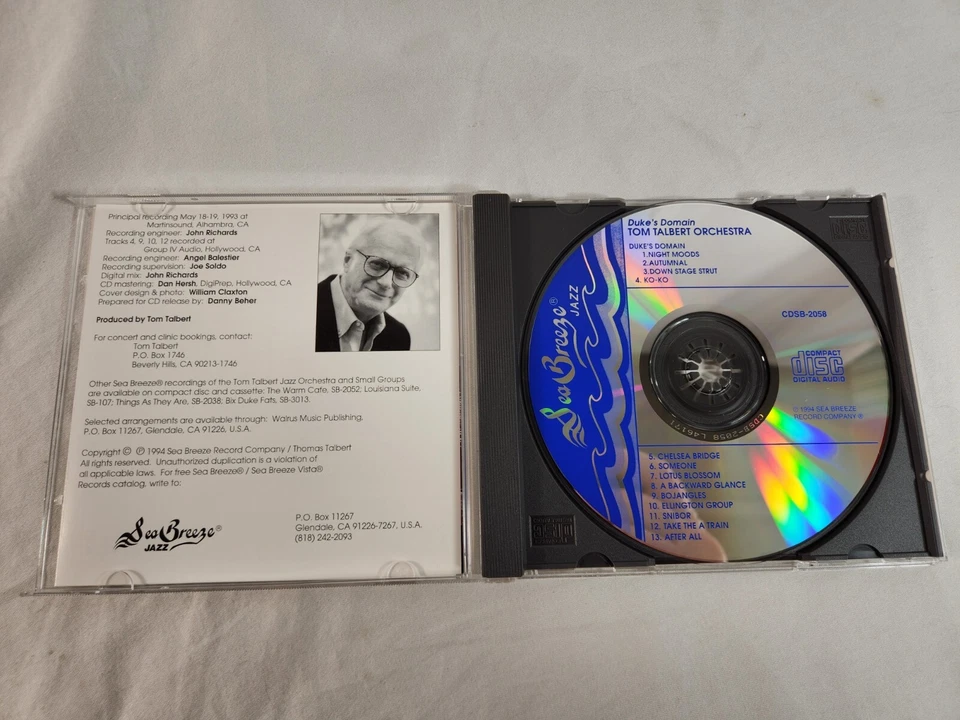 Principal recording May 18-19, 1993 at
Martinsound, Alhambra, CA
Recording engineer: John Richards
Tracks 4, 9, 10, 12 recorded at
Group IV Audio, Hollywood, CA
Recording engineer: Angel Balestier
Recording supervision: Joe Soldo
Digital mix: John Richards
CD mastering: Dan Hersh, DigiPrep, Hollywood, CA
Cover design & photo: William Claxton
Prepared for CD release by: Danny Beher
Produced by Tom Talbert
For concert and clinic bookings, contact:
Tom Talbert
P.O. Box 1746
Beverly Hills, CA 90213-1746
Other Sea Breeze® recordings of the Tom Talbert Jazz Orchestra and Small Groups
are available on compact disc and cassette: The Warm Cafe, SB-2052; Louisiana Suite,
SB-107; Things As They Are, SB-2038; Bix Duke Fats, SB-3013.
Selected arrangements are available through: Walrus Music Publishing,
P.O. Box 11267, Glendale, CA 91226, U.S.A.
Copyright © ℗ 1994 Sea Breeze Record Company / Thomas Talbert
All rights reserved. Unauthorized duplication is a violation of
all applicable laws. For free Sea Breeze® / Sea Breeze Vista®
Records catalog, write to:
Sea Breeze®
JAZZ
P.O. Box 11267
Glendale, CA 91226-7267, U.S.A.
(818) 242-2093
Duke's Domain
TOM TALBERT ORCHESTRA
DUKE'S DOMAIN
1.NIGHT MOODS
2.AUTUMNAL
3.DOWN STAGE STRUT
4. KO-KO
Sea Breeze®
JAZZ
CDSB-2058
COMPACT
disc
DIGITAL AUDIO
© 1994 SEA BREEZE
RECORD COMPANY ®
CDSB-2058 L46171
5. CHELSEA BRIDGE
6. SOMEONE
7. LOTUS BLOSSOM
8. A BACKWARD GLANCE
9. BOJANGLES
10. ELLINGTON GROUP
11. SNIBOR
12. TAKE THE A TRAIN
13. AFTER ALL